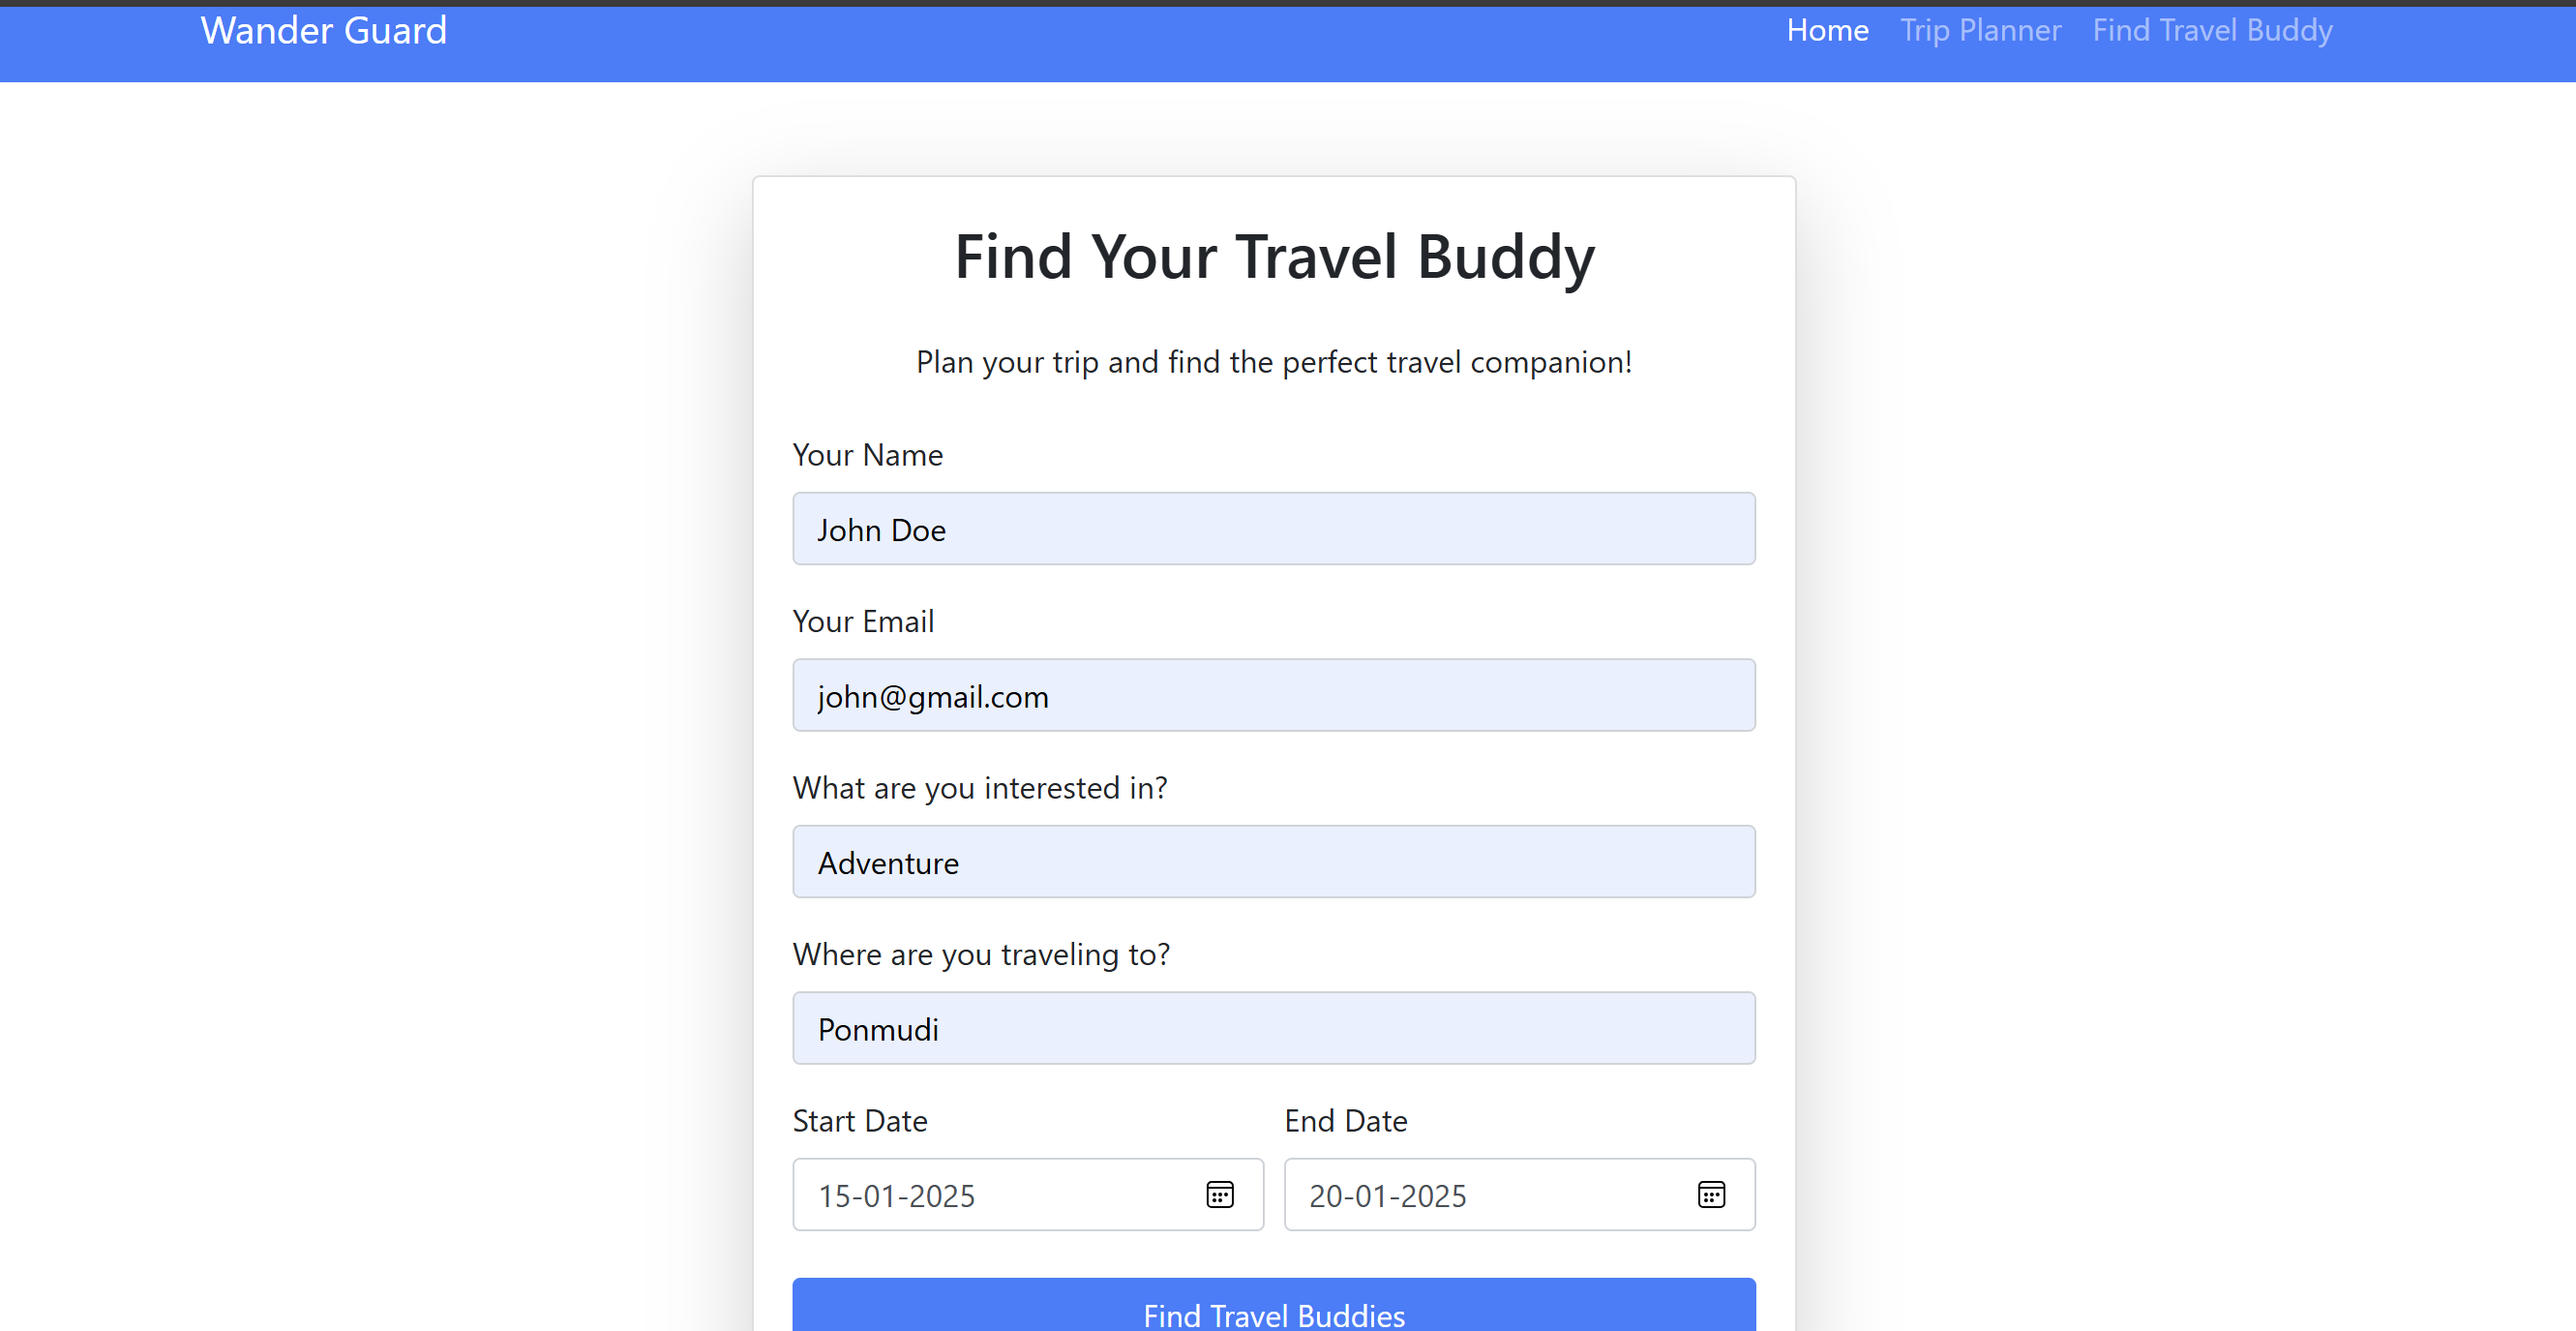 Wander Guard Home Trip Planner Find Travel Buddy
Find Your Travel Buddy
Plan your trip and find the perfect travel companion!
Your Name
John Doe
Your Email
john@gmail.com
What are you interested in?
Adventure
Where are you traveling to?
Ponmudi
Start Date End Date
15-01-2025 20-01-2025
Find Travel Buddies